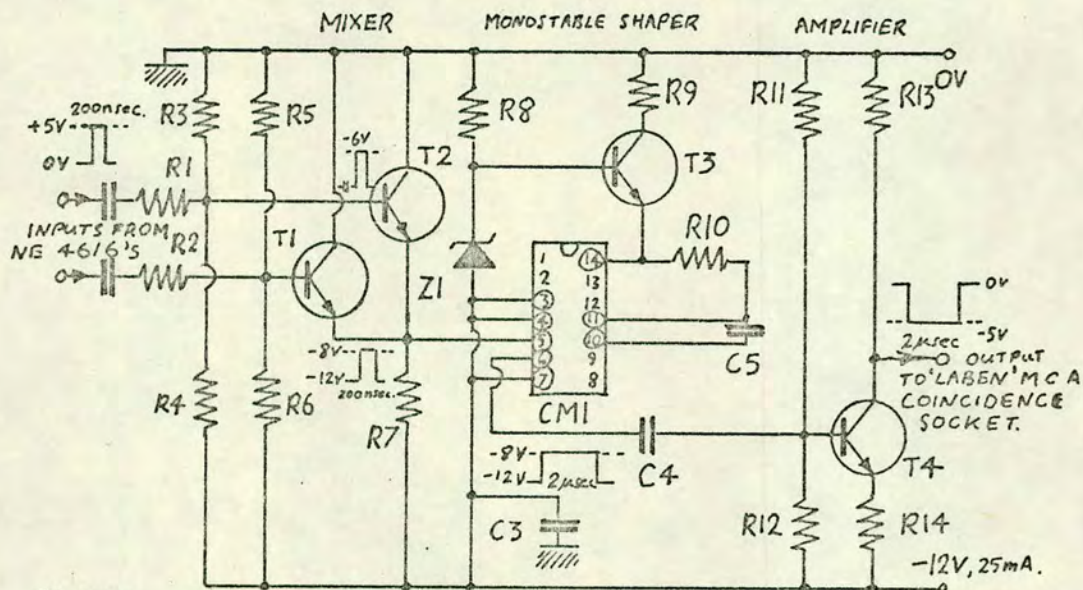 MIXER
MONOSTABLE SHAPER
AMPLIFIER
0V
R3
R5
R8
R9
R11
R13
200nsec.
+5V
0V
-6V
R1
T2
T3
INPUTS FROM
NE 4616'S
R2
T1
Z1
R10
1
2
3
4
5
6
7
14
13
12
11
10
9
8
CM1
C5
0V
-5V
2μsec
OUTPUT
TO 'LABEN' MCA
COINCIDENCE
SOCKET.
-8V
-12V
200nsec.
R4
R6
R7
-8V
-12V
2μsec
C4
T4
C3
R12
R14
-12V, 25mA.